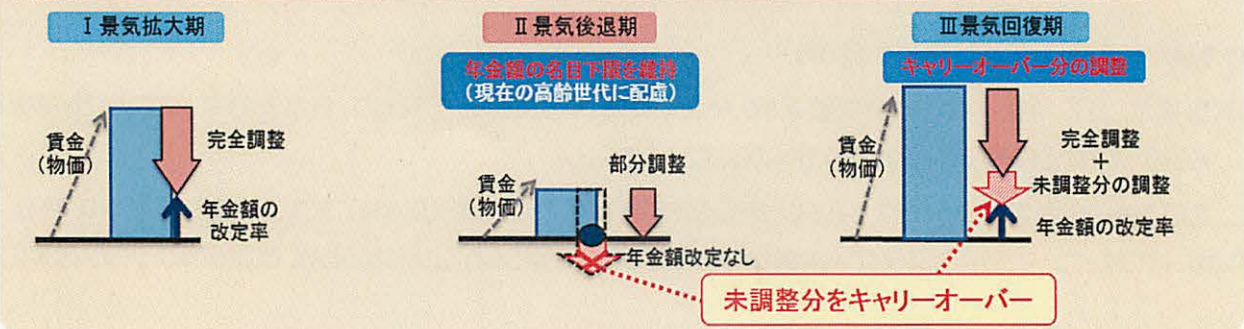 Ⅰ景気拡大期
賃金
(物価)
完全調整
年金額の
改定率
Ⅱ景気後退期
年金額の名目下限を維持
(現在の高齢世代に配慮)
賃金
(物価)
部分調整
年金額改定なし
Ⅲ景気回復期
キャリーオーバー分の調整
賃金
(物価)
完全調整
+
未調整分の調整
年金額の改定率
未調整分をキャリーオーバー